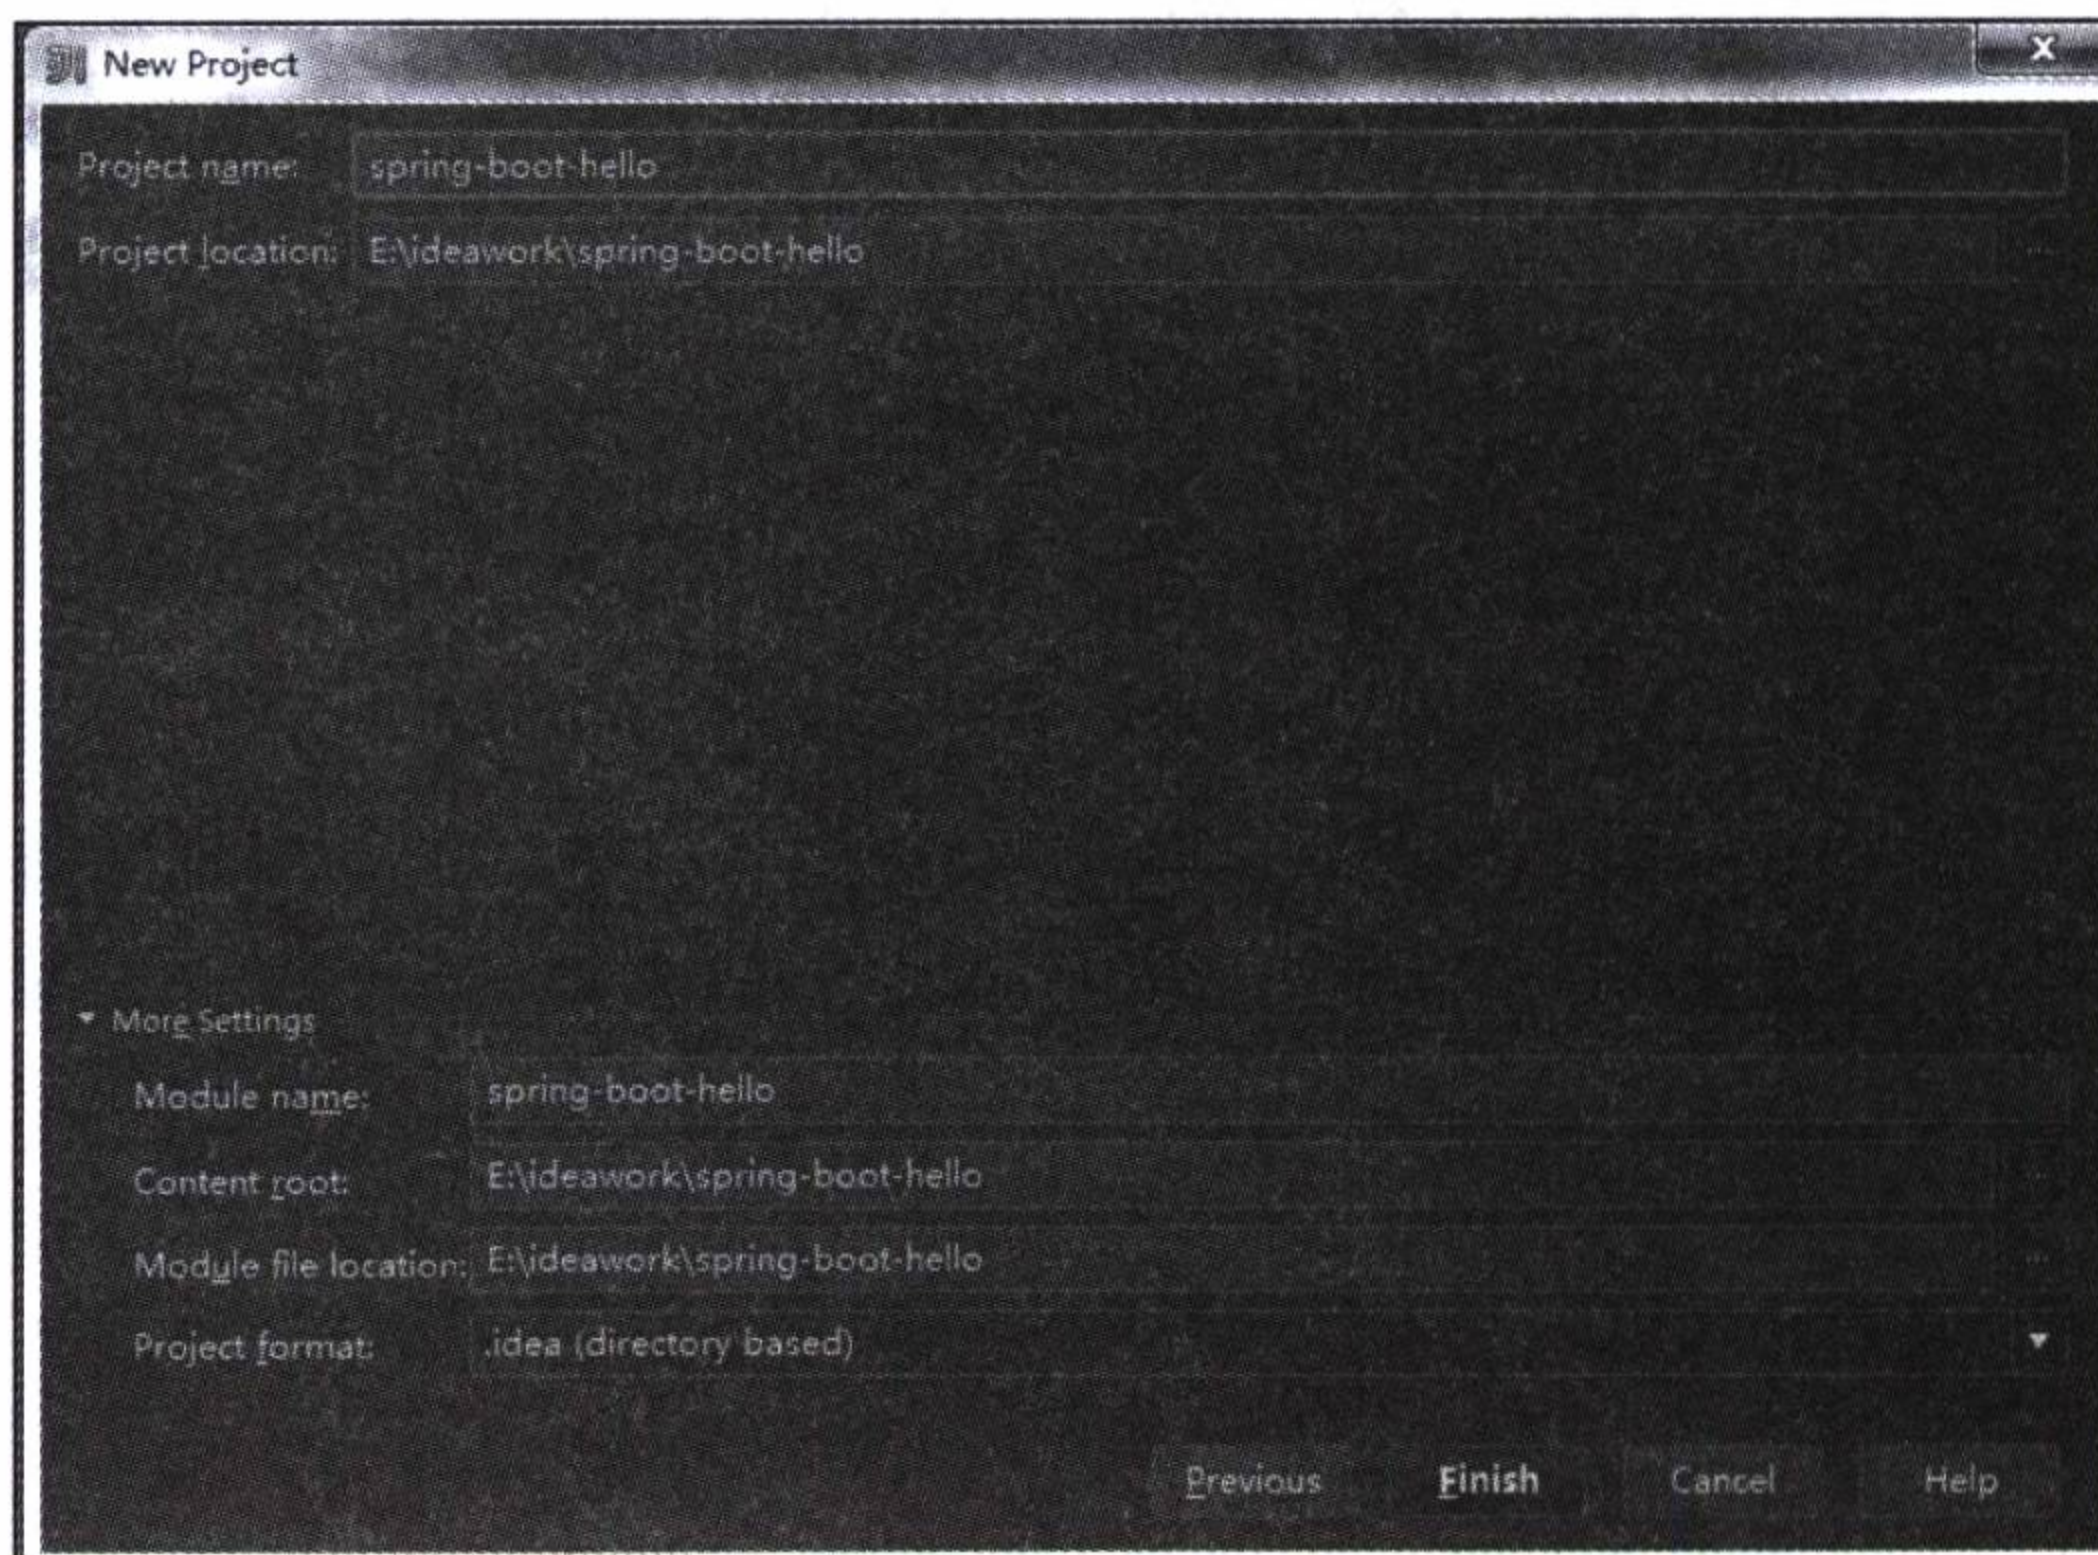 New Project
Project name: spring-boot-hello
Project location: E:\ideawork\spring-boot-hello
More Settings
Module name: spring-boot-hello
Content root: E:\ideawork\spring-boot-hello
Module file location: E:\ideawork\spring-boot-hello
Project format: .idea (directory based)
Previous Finish Cancel Help